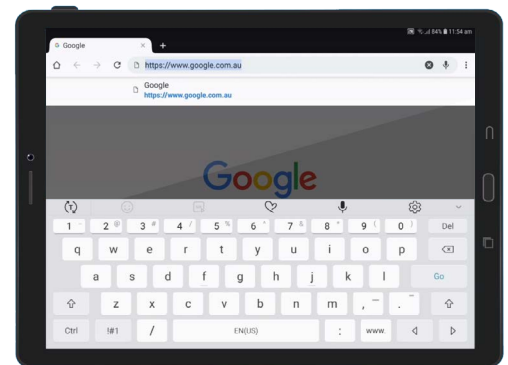 84% 11:54 am
G Google
https://www.google.com.au
Google
https://www.google.com.au
Google
(T)
1 2 @ 3 # 4 / 5 % 6 ^ 7 & 8 * 9 ( 0 ) Del
q w e r t y u i o p
a s d f g h j k l Go
z x c v b n m , .
Ctrl !#1 / EN(US) : www.